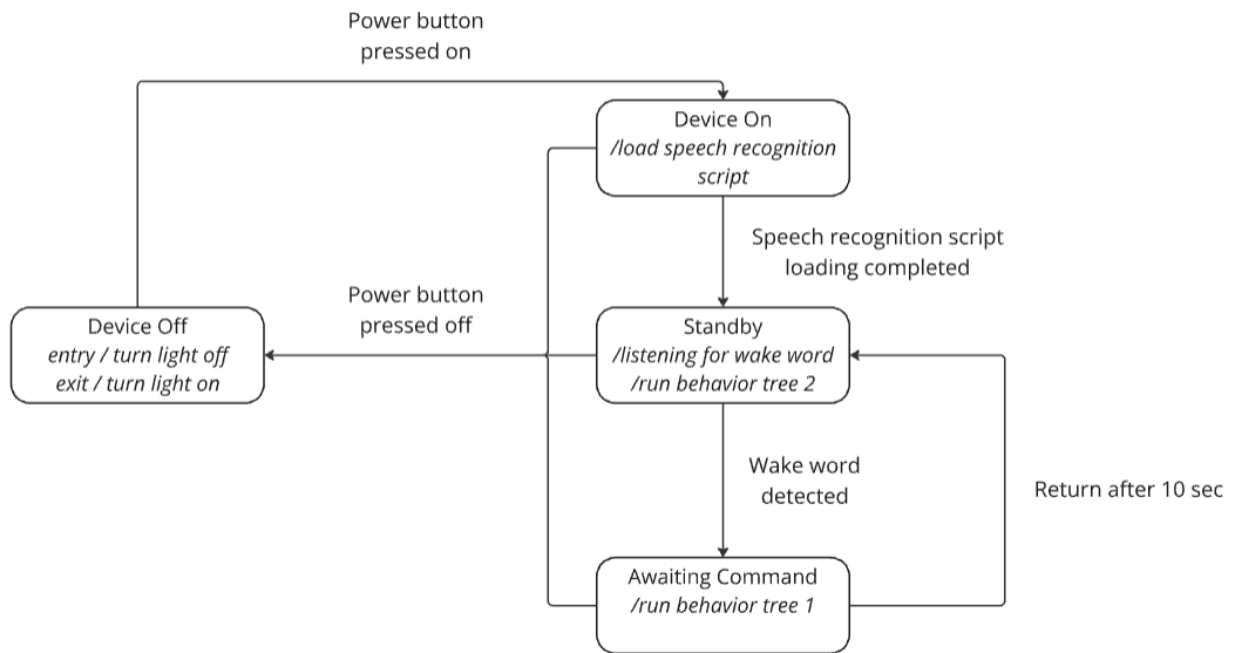 Power button
pressed on
Device On
/load speech recognition
script
Speech recognition script
loading completed
Power button
pressed off
Device Off
entry / turn light off
exit / turn light on
Standby
/listening for wake word
/run behavior tree 2
Wake word
detected
Return after 10 sec
Awaiting Command
/run behavior tree 1